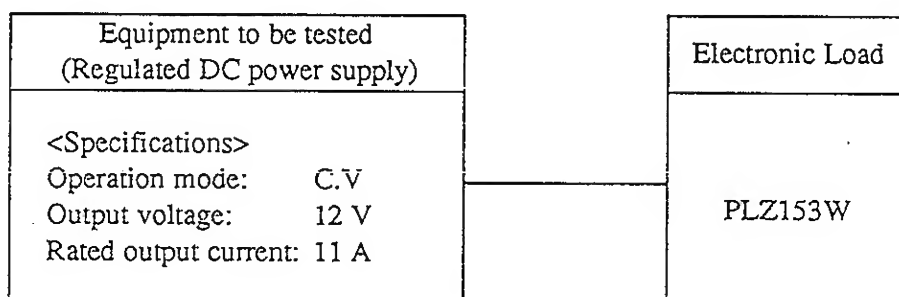 Equipment to be tested
(Regulated DC power supply)
<Specifications>
Operation mode: C.V
Output voltage: 12 V
Rated output current: 11 A
Electronic Load
PLZ153W